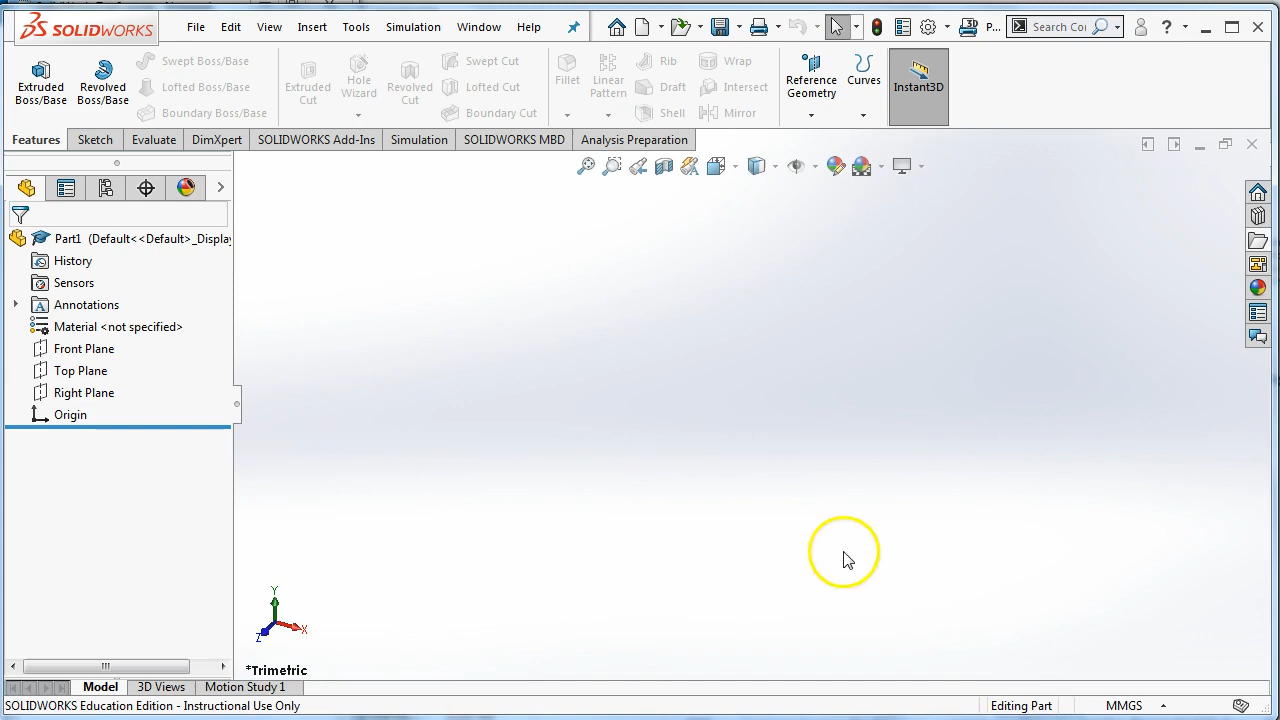 SOLIDWORKS File Edit View Insert Tools Simulation Window Help P... Search Co
Extruded Boss/Base
Revolved Boss/Base
Swept Boss/Base
Lofted Boss/Base
Boundary Boss/Base
Extruded Cut
Hole Wizard
Revolved Cut
Swept Cut
Lofted Cut
Boundary Cut
Fillet
Linear Pattern
Rib
Draft
Shell
Wrap
Intersect
Mirror
Reference Geometry
Curves
Instant3D
Features Sketch Evaluate DimXpert SOLIDWORKS Add-Ins Simulation SOLIDWORKS MBD Analysis Preparation
Part1 (Default<<Default>_Display
History
Sensors
Annotations
Material <not specified>
Front Plane
Top Plane
Right Plane
Origin
Y
X
Z
*Trimetric
Model 3D Views Motion Study 1
SOLIDWORKS Education Edition - Instructional Use Only Editing Part MMGS